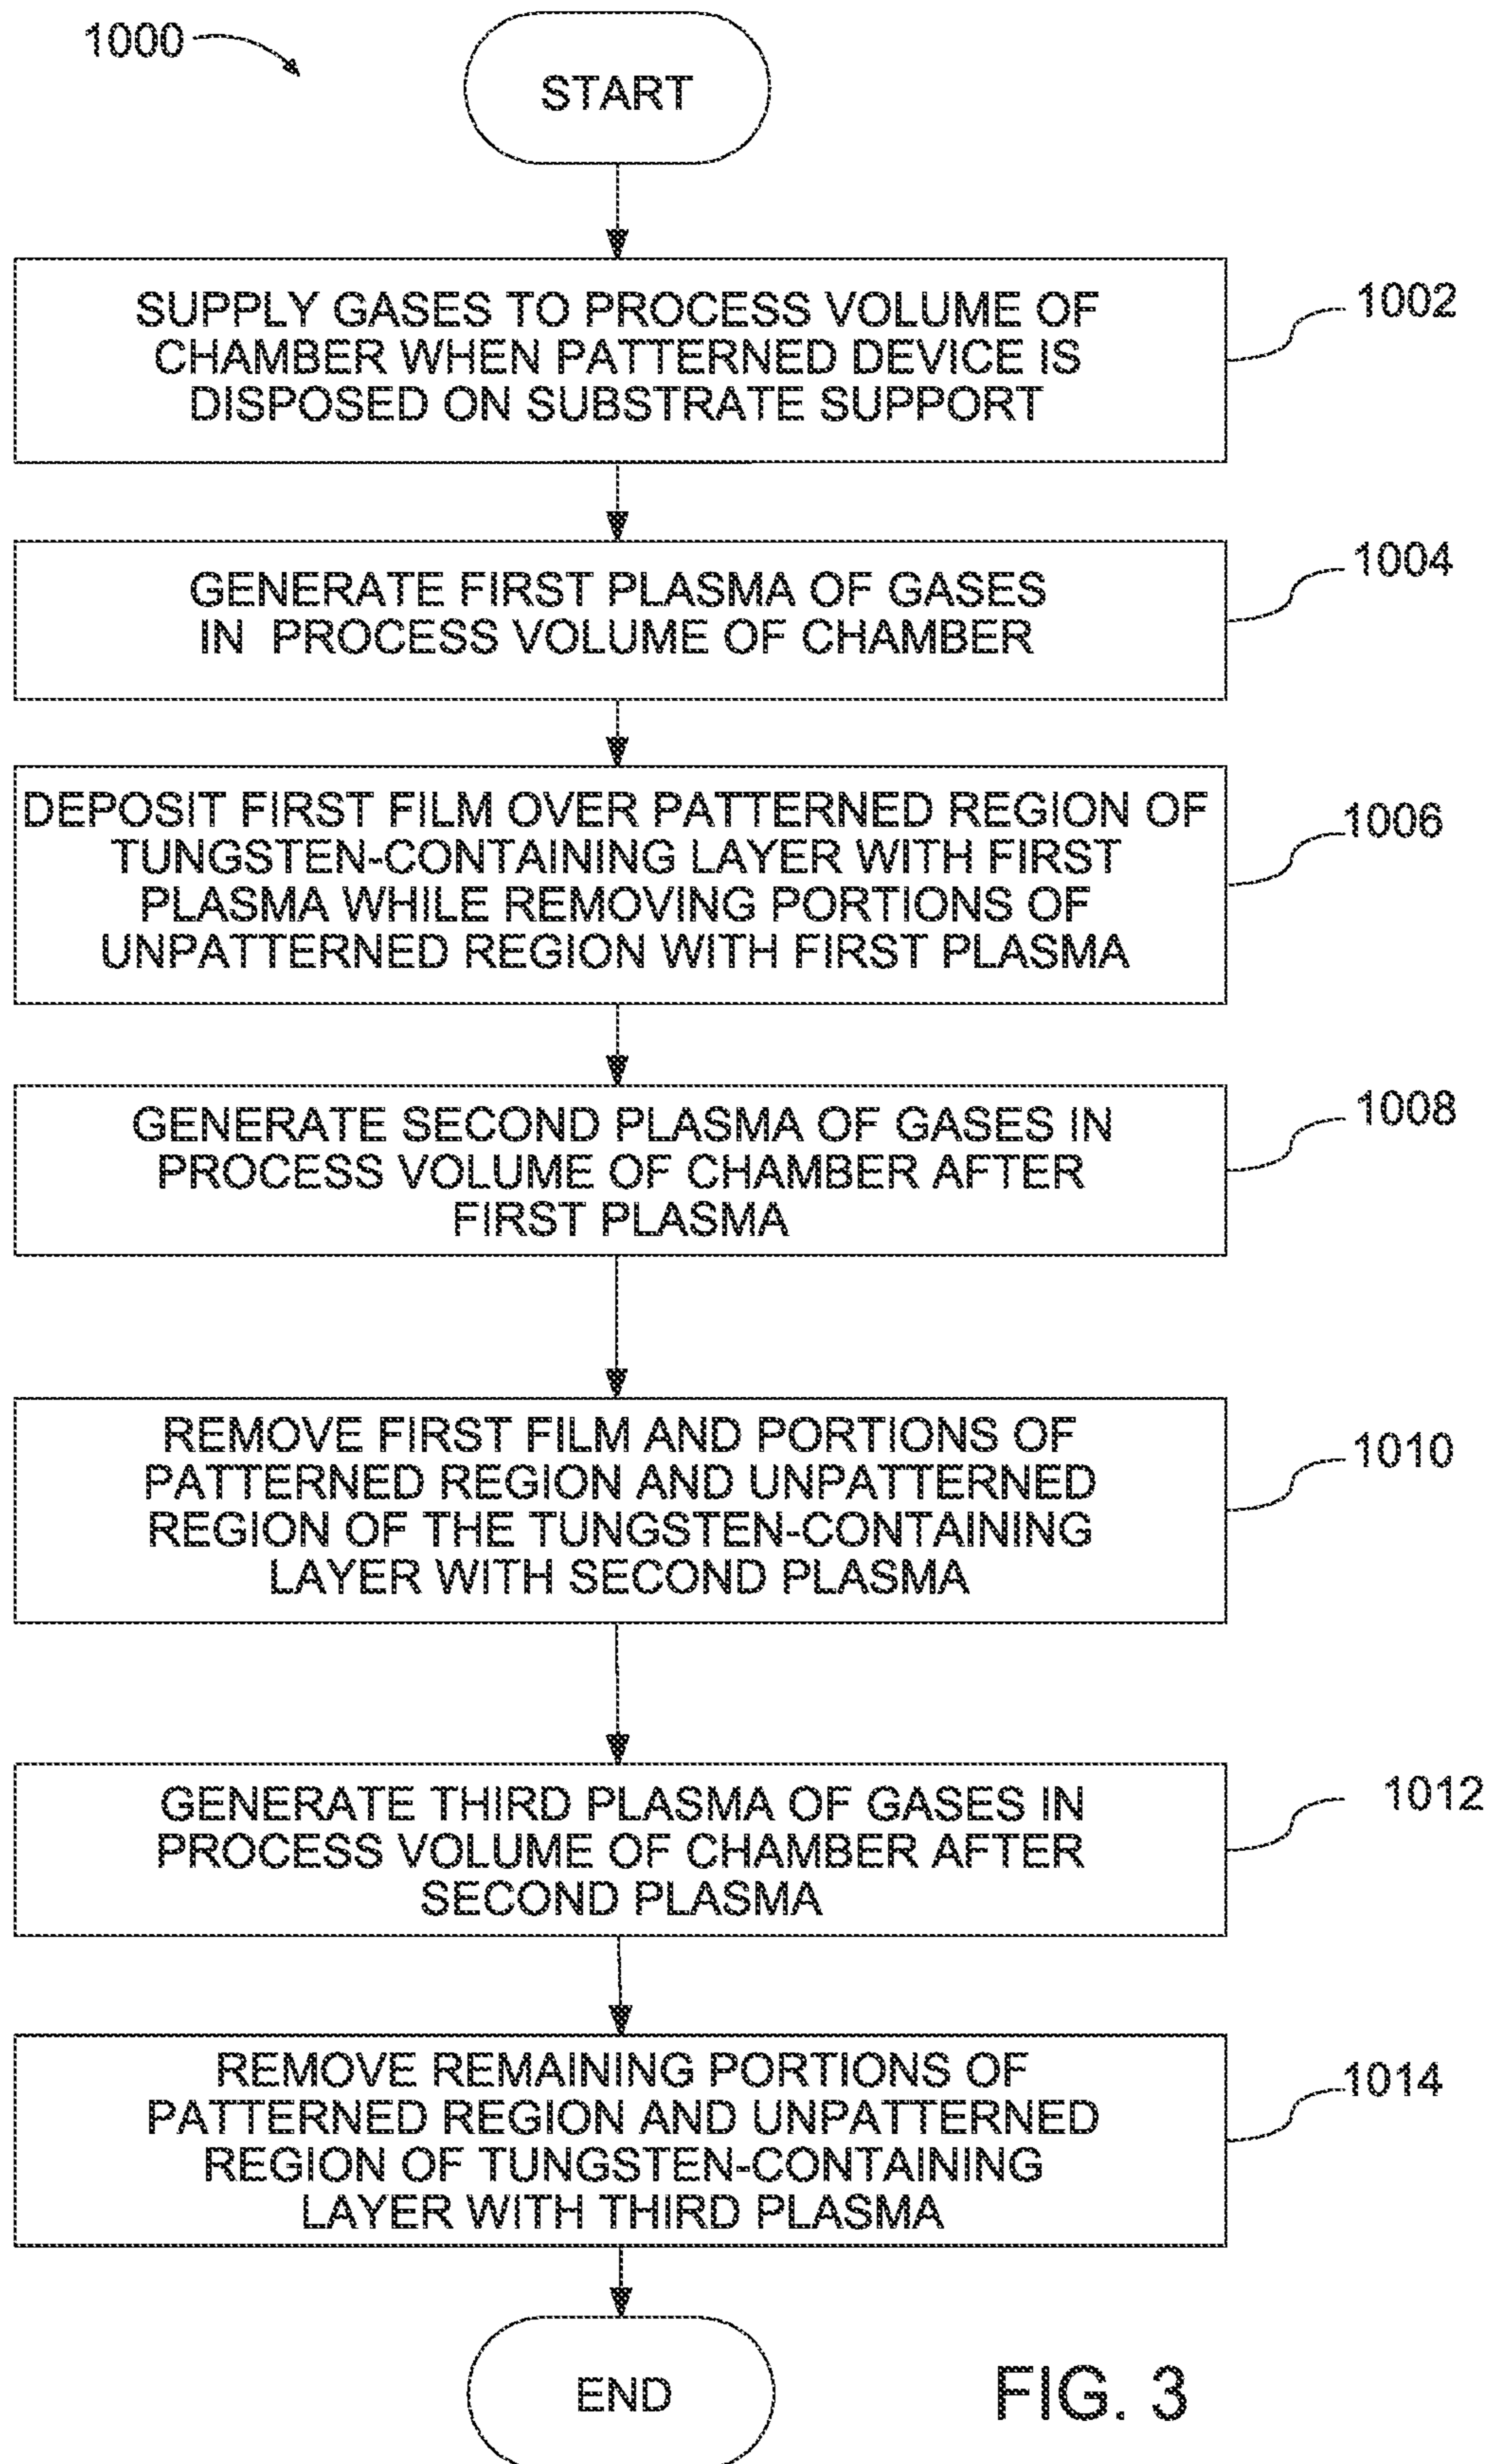 1000
START
SUPPLY GASES TO PROCESS VOLUME OF
CHAMBER WHEN PATTERNED DEVICE IS
DISPOSED ON SUBSTRATE SUPPORT
1002
GENERATE FIRST PLASMA OF GASES
IN PROCESS VOLUME OF CHAMBER
1004
DEPOSIT FIRST FILM OVER PATTERNED REGION OF
TUNGSTEN-CONTAINING LAYER WITH FIRST
PLASMA WHILE REMOVING PORTIONS OF
UNPATTERNED REGION WITH FIRST PLASMA
1006
GENERATE SECOND PLASMA OF GASES IN
PROCESS VOLUME OF CHAMBER AFTER
FIRST PLASMA
1008
REMOVE FIRST FILM AND PORTIONS OF
PATTERNED REGION AND UNPATTERNED
REGION OF THE TUNGSTEN-CONTAINING
LAYER WITH SECOND PLASMA
1010
GENERATE THIRD PLASMA OF GASES IN
PROCESS VOLUME OF CHAMBER AFTER
SECOND PLASMA
1012
REMOVE REMAINING PORTIONS OF
PATTERNED REGION AND UNPATTERNED
REGION OF TUNGSTEN-CONTAINING
LAYER WITH THIRD PLASMA
1014
END
FIG. 3